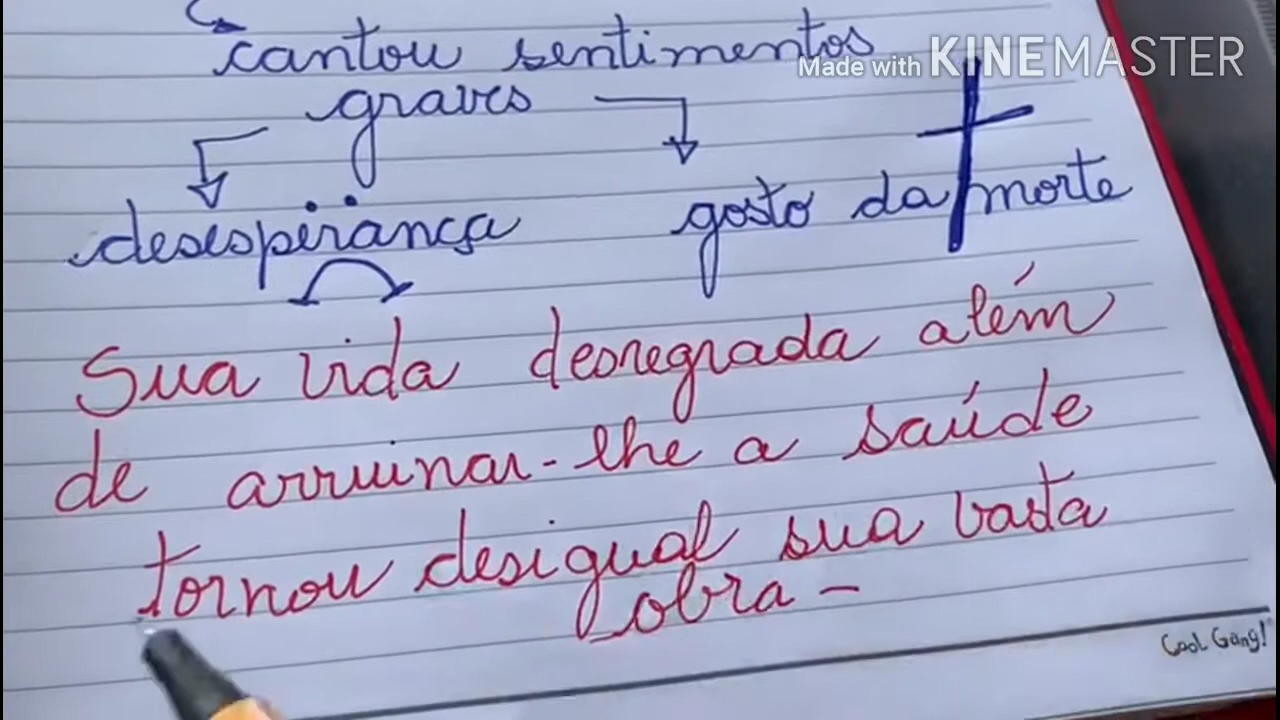 cantou sentimentos
Made with KINEMASTER
graves
desesperança gosto da morte
Sua vida desregrada além
de arruinar-lhe a saúde
tornou desigual sua vasta
obra -
Cool Gang!